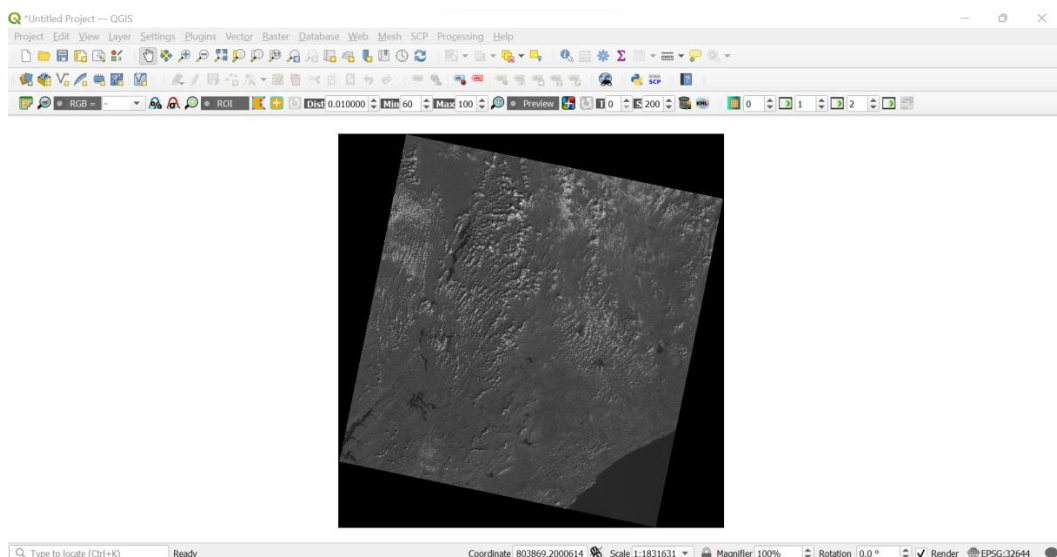 *Untitled Project — QGIS
Project Edit View Layer Settings Plugins Vector Raster Database Web Mesh SCP Processing Help
RGB = - ROI Dist 0.010000 Min 60 Max 100 Preview T 0 S 200 KML 0 1 2
Type to locate (Ctrl+K) Ready Coordinate 803869,2000614 Scale 1:1831631 Magnifier 100% Rotation 0.0 ° Render EPSG:32644